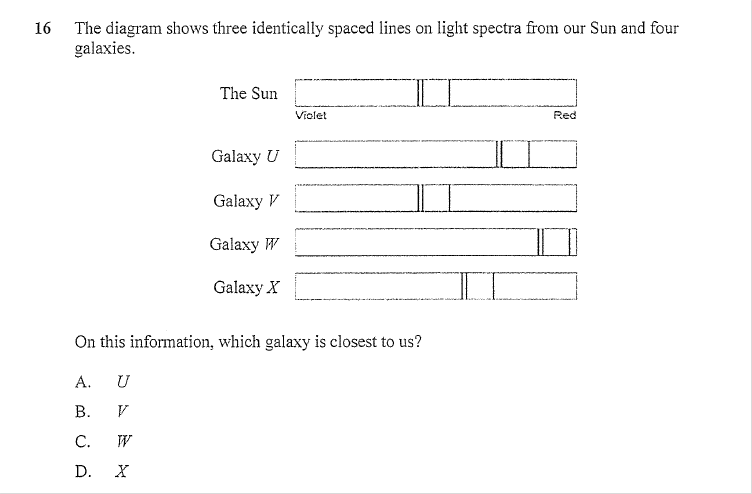 16 The diagram shows three identically spaced lines on light spectra from our Sun and four
galaxies.
The Sun
Violet Red
Galaxy U
Galaxy V
Galaxy W
Galaxy X
On this information, which galaxy is closest to us?
A. U
B. V
C. W
D. X